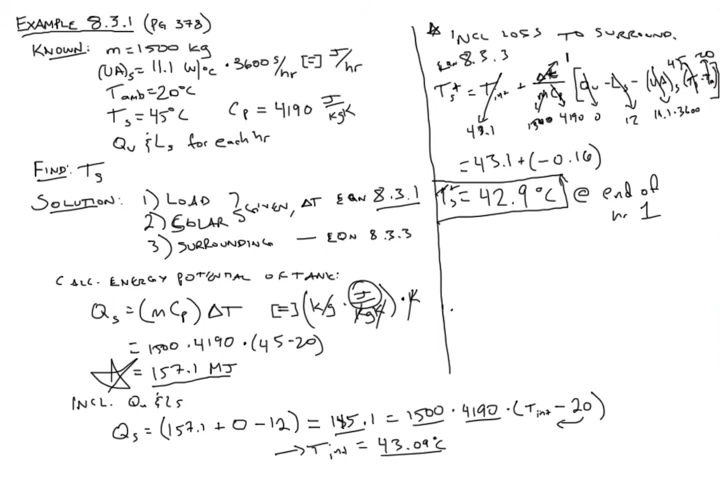 EXAMPLE 8.3.1 (PG 378)
KNOWN: m = 1500 kg
(UA)s = 11.1 W/°C · 3600 s/hr [=] J/hr
Tamb = 20°C
Ts = 45°C Cp = 4190 J/kgK
Qu & Ls for each hr
FIND: Ts
SOLUTION: 1) LOAD
2) SOLAR } GIVEN, ΔT EQN 8.3.1
3) SURROUNDING — EQN 8.3.3
CALC. ENERGY POTENTIAL OF TANK:
Qs = (m Cp) ΔT [=] (kg · J/kgK) · K
= 1500 · 4190 · (45 - 20)
= 157.1 MJ
INCL. Qu & Ls
Qs = (157.1 + 0 - 12) = 145.1 = 1500 · 4190 · (Tint - 20)
→ Tint = 43.09°C
☆ INCL LOSS TO SURROUND.
EQN 8.3.3
Ts+ = Tint + Δt/mCp [Qu - Ls - (UA)s (Ts - Ta)]
1 45 20
43.1 1500 4190 0 12 11.1·3600
= 43.1 + (-0.16)
Ts+ = 42.9°C @ end of
hr 1